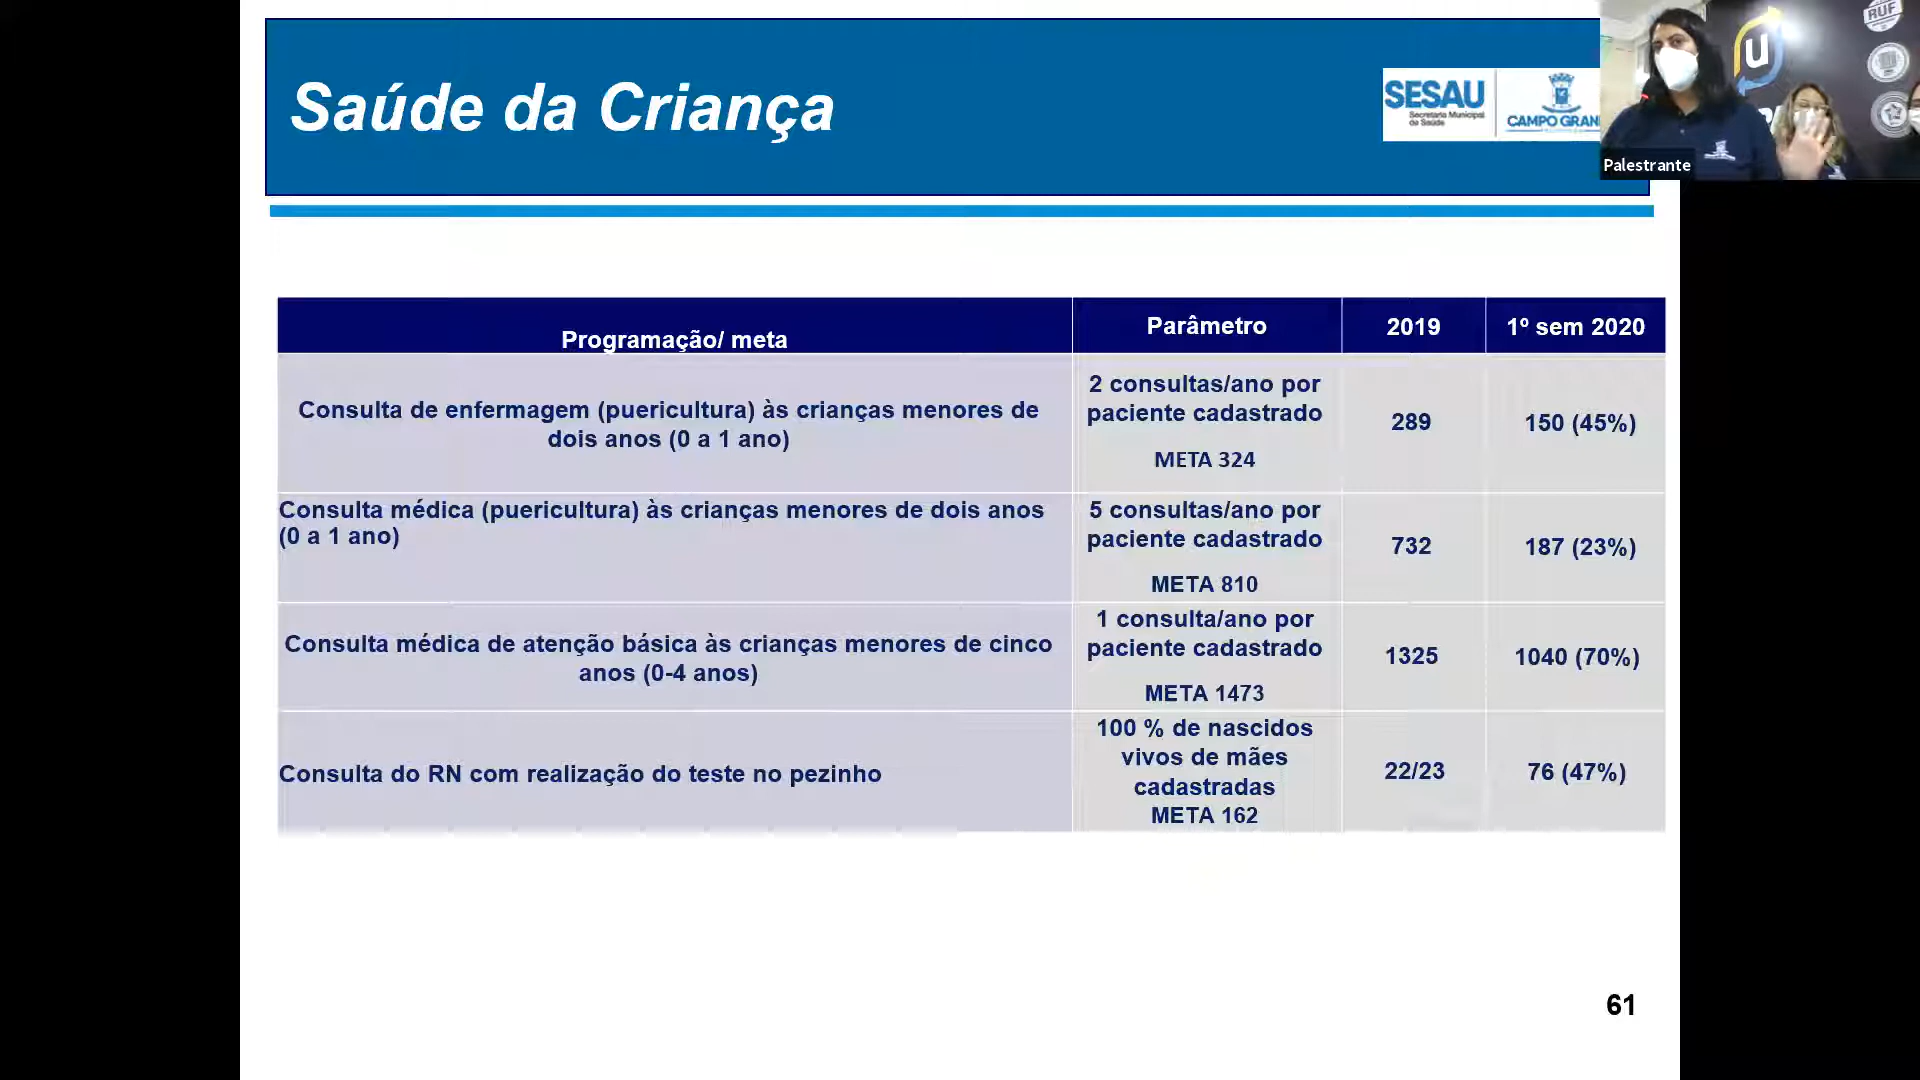 Saúde da Criança
SESAU
Secretaria Municipal
de Saúde
RUF
U
Palestrante
Programação/ meta
Parâmetro
2019
1º sem 2020
Consulta de enfermagem (puericultura) às crianças menores de
dois anos (0 a 1 ano)
2 consultas/ano por
paciente cadastrado
META 324
289
150 (45%)
Consulta médica (puericultura) às crianças menores de dois anos
(0 a 1 ano)
5 consultas/ano por
paciente cadastrado
META 810
732
187 (23%)
Consulta médica de atenção básica às crianças menores de cinco
anos (0-4 anos)
1 consulta/ano por
paciente cadastrado
META 1473
1325
1040 (70%)
Consulta do RN com realização do teste no pezinho
100 % de nascidos
vivos de mães
cadastradas
META 162
22/23
76 (47%)
61